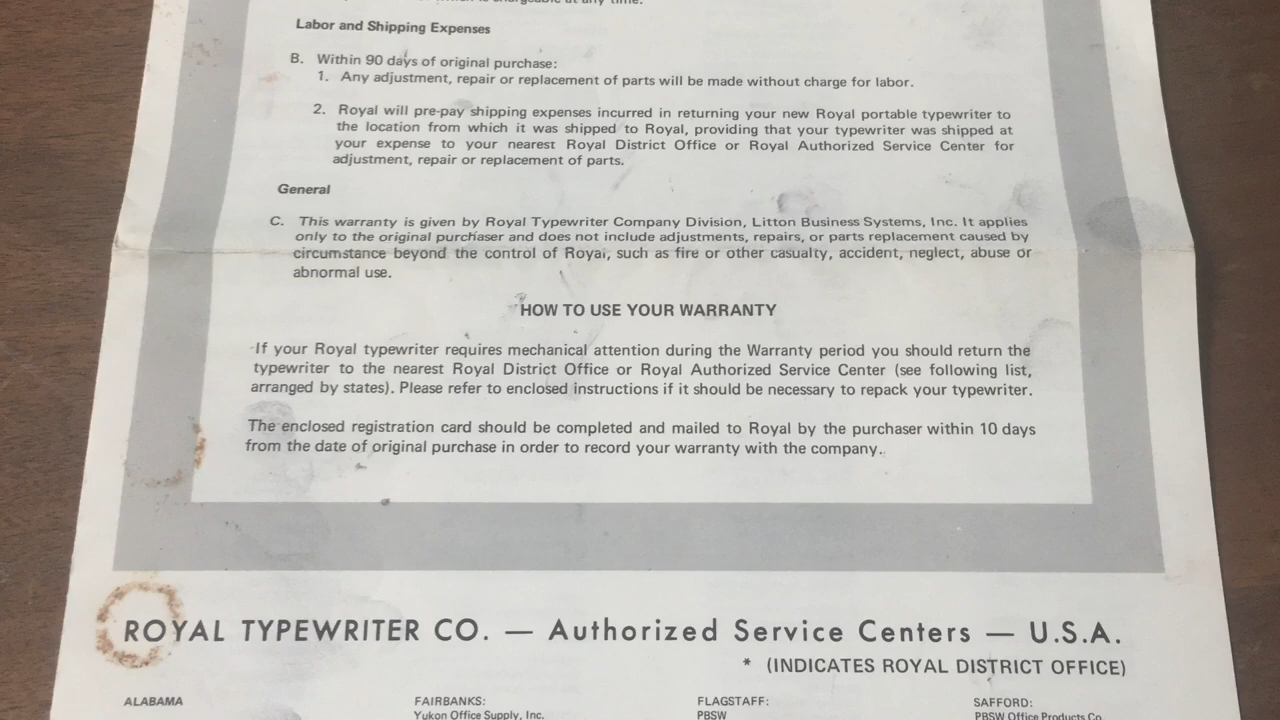 chargeable at any time.
Labor and Shipping Expenses
B. Within 90 days of original purchase:
1. Any adjustment, repair or replacement of parts will be made without charge for labor.
2. Royal will pre-pay shipping expenses incurred in returning your new Royal portable typewriter to
the location from which it was shipped to Royal, providing that your typewriter was shipped at
your expense to your nearest Royal District Office or Royal Authorized Service Center for
adjustment, repair or replacement of parts.
General
C. This warranty is given by Royal Typewriter Company Division, Litton Business Systems, Inc. It applies
only to the original purchaser and does not include adjustments, repairs, or parts replacement caused by
circumstance beyond the control of Royal, such as fire or other casualty, accident, neglect, abuse or
abnormal use.
HOW TO USE YOUR WARRANTY
If your Royal typewriter requires mechanical attention during the Warranty period you should return the
typewriter to the nearest Royal District Office or Royal Authorized Service Center (see following list,
arranged by states). Please refer to enclosed instructions if it should be necessary to repack your typewriter.
The enclosed registration card should be completed and mailed to Royal by the purchaser within 10 days
from the date of original purchase in order to record your warranty with the company.
ROYAL TYPEWRITER CO. — Authorized Service Centers — U.S.A.
* (INDICATES ROYAL DISTRICT OFFICE)
ALABAMA
FAIRBANKS:
Yukon Office Supply, Inc.
FLAGSTAFF:
PBSW
SAFFORD:
PBSW Office Products Co.